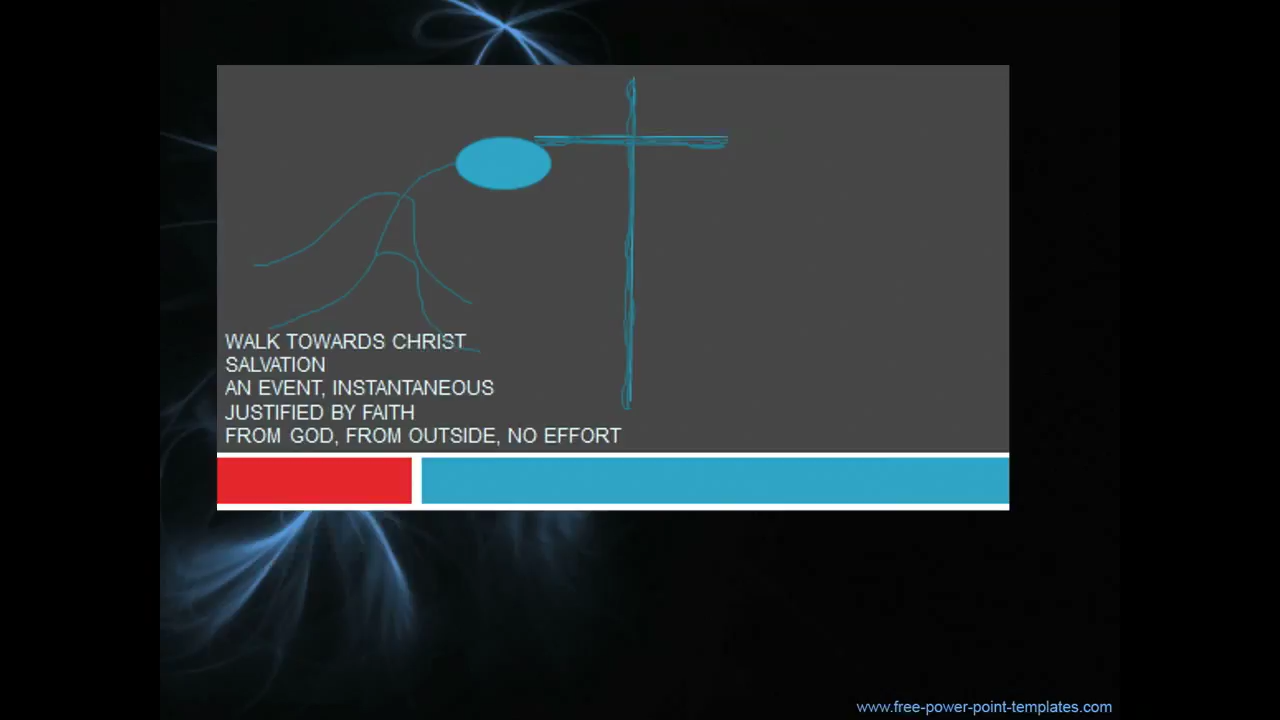 WALK TOWARDS CHRIST
SALVATION
AN EVENT, INSTANTANEOUS
JUSTIFIED BY FAITH
FROM GOD, FROM OUTSIDE, NO EFFORT
www.free-power-point-templates.com